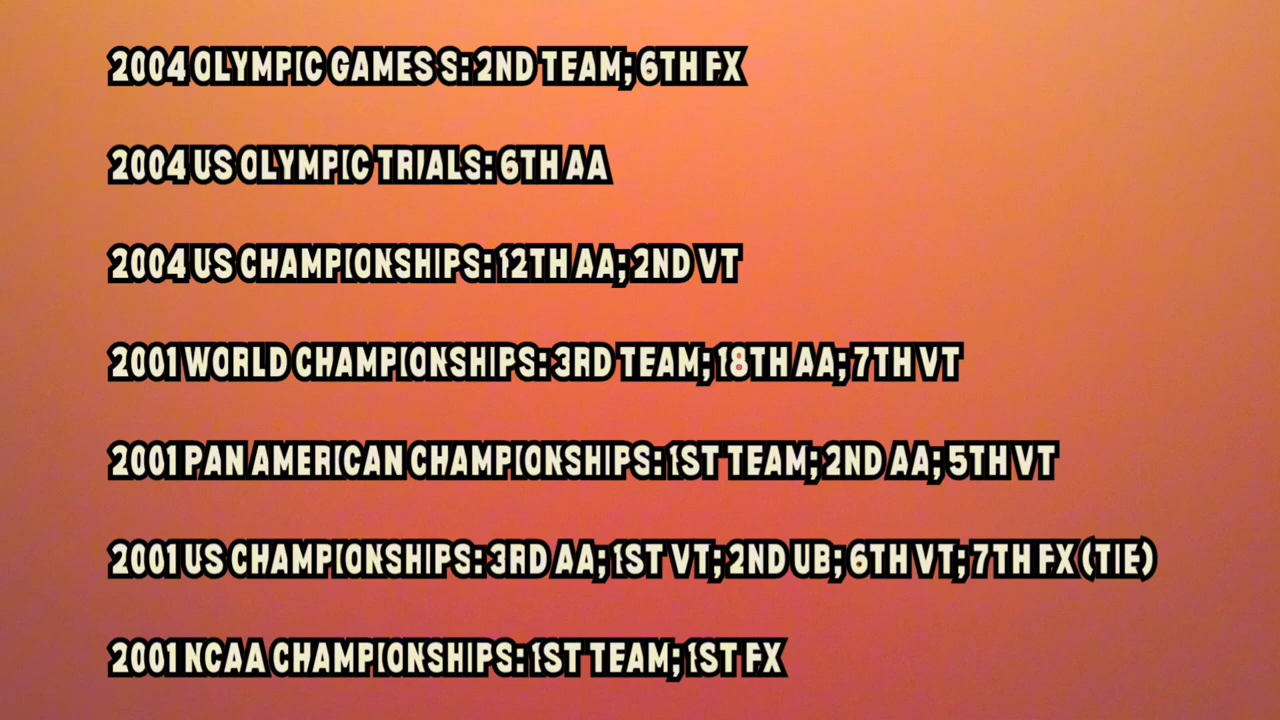 2004 OLYMPIC GAMES S: 2ND TEAM; 6TH FX
2004 US OLYMPIC TRIALS: 6TH AA
2004 US CHAMPIONSHIPS: 12TH AA; 2ND VT
2001 WORLD CHAMPIONSHIPS: 3RD TEAM; 18TH AA; 7TH VT
2001 PAN AMERICAN CHAMPIONSHIPS: 1ST TEAM; 2ND AA; 5TH VT
2001 US CHAMPIONSHIPS: 3RD AA; 1ST VT; 2ND UB; 6TH VT; 7TH FX (TIE)
2001 NCAA CHAMPIONSHIPS: 1ST TEAM; 1ST FX